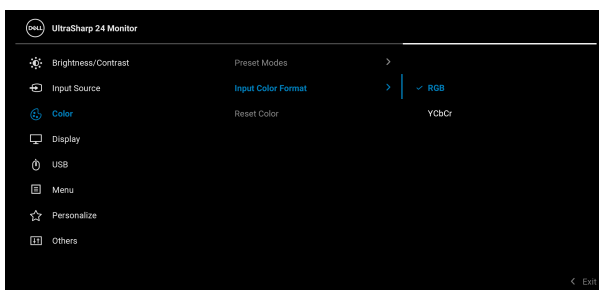 DELL UltraSharp 24 Monitor
Brightness/Contrast Preset Modes
Input Source Input Color Format RGB
Color Reset Color YCbCr
Display
USB
Menu
Personalize
Others
Exit